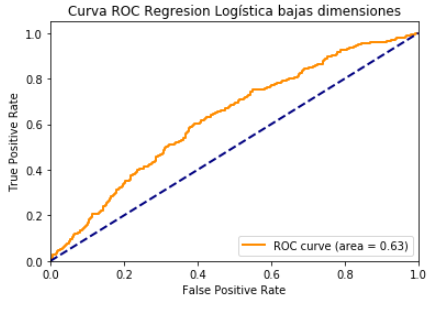 Curva ROC Regresion Logística bajas dimensiones
1.0
0.8
0.6
0.4
0.2
0.0
True Positive Rate
ROC curve (area = 0.63)
0.0 0.2 0.4 0.6 0.8 1.0
False Positive Rate